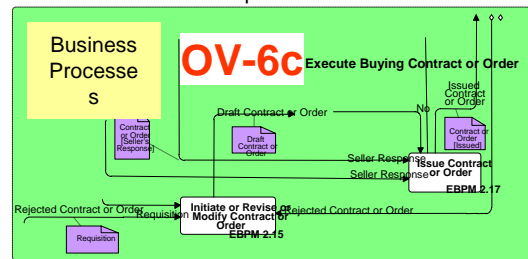 Business
Processe
s
OV-6c
Execute Buying Contract or Order
Issued
Contract
or Order
Draft Contract or Order
No
Contract
or Order
[Seller's
Response]
Draft
Contract or
Order
Contract or
Order
[Issued]
Seller Response
Issue Contract
or Order
Seller Response
EBPM 2.17
Rejected Contract or Order
Requisition
Initiate or Revise or
Modify Contract or
Order
EBPM 2.15
Rejected Contract or Order
Requisition